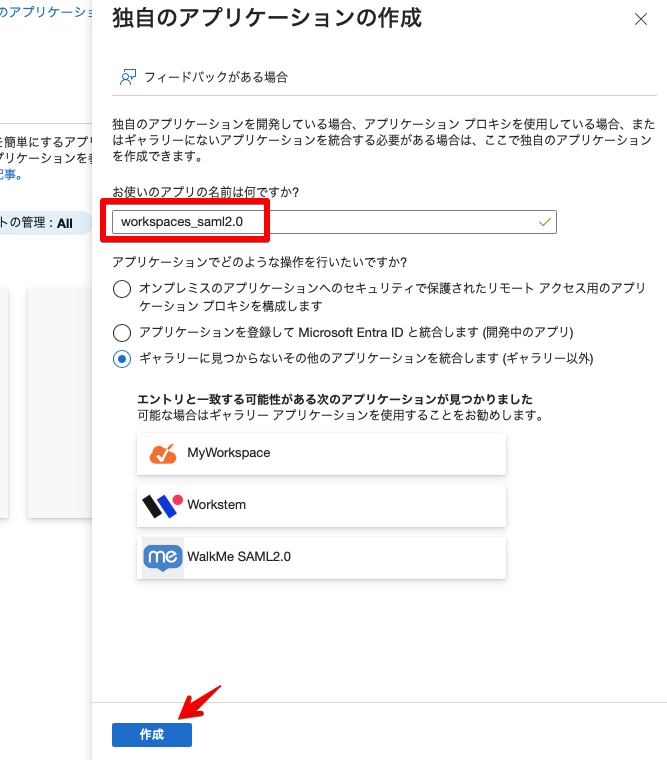 のアプリケーショ
独自のアプリケーションの作成
フィードバックがある場合
独自のアプリケーションを開発している場合、アプリケーション プロキシを使用している場合、また
はギャラリーにないアプリケーションを統合する必要がある場合は、ここで独自のアプリケーション
を作成できます。
を簡単にするアプ
プリケーションを
記事。
トの管理 : All
お使いのアプリの名前は何ですか?
workspaces_saml2.0
アプリケーションでどのような操作を行いたいですか?
オンプレミスのアプリケーションへのセキュリティで保護されたリモート アクセス用のアプリ
ケーション プロキシを構成します
アプリケーションを登録して Microsoft Entra ID と統合します (開発中のアプリ)
ギャラリーに見つからないその他のアプリケーションを統合します (ギャラリー以外)
エントリと一致する可能性がある次のアプリケーションが見つかりました
可能な場合はギャラリー アプリケーションを使用することをお勧めします。
MyWorkspace
Workstem
me WalkMe SAML2.0
作成